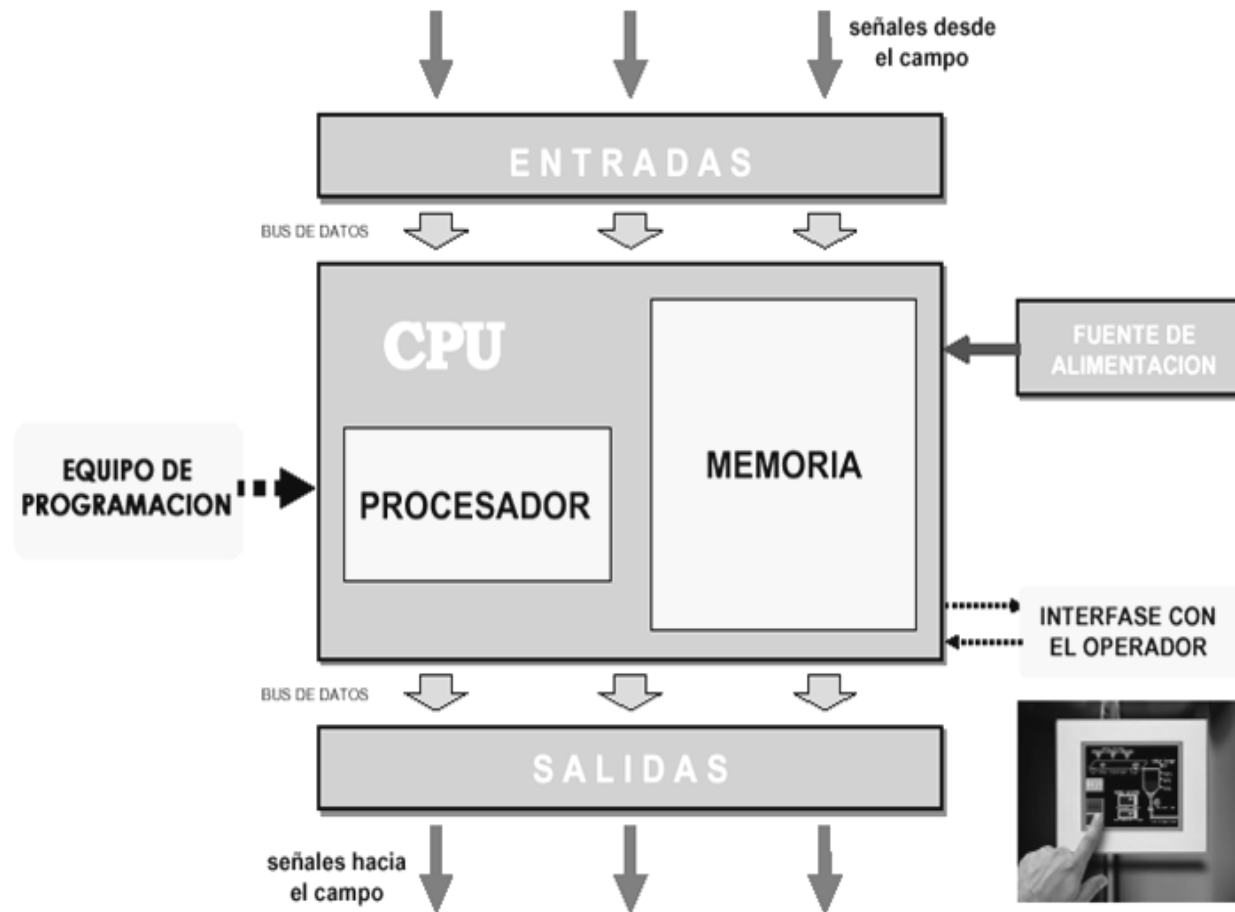 señales desde
el campo
ENTRADAS
BUS DE DATOS
CPU
FUENTE DE
ALIMENTACION
EQUIPO DE
PROGRAMACION
PROCESADOR
MEMORIA
INTERFASE CON
EL OPERADOR
BUS DE DATOS
SALIDAS
señales hacia
el campo